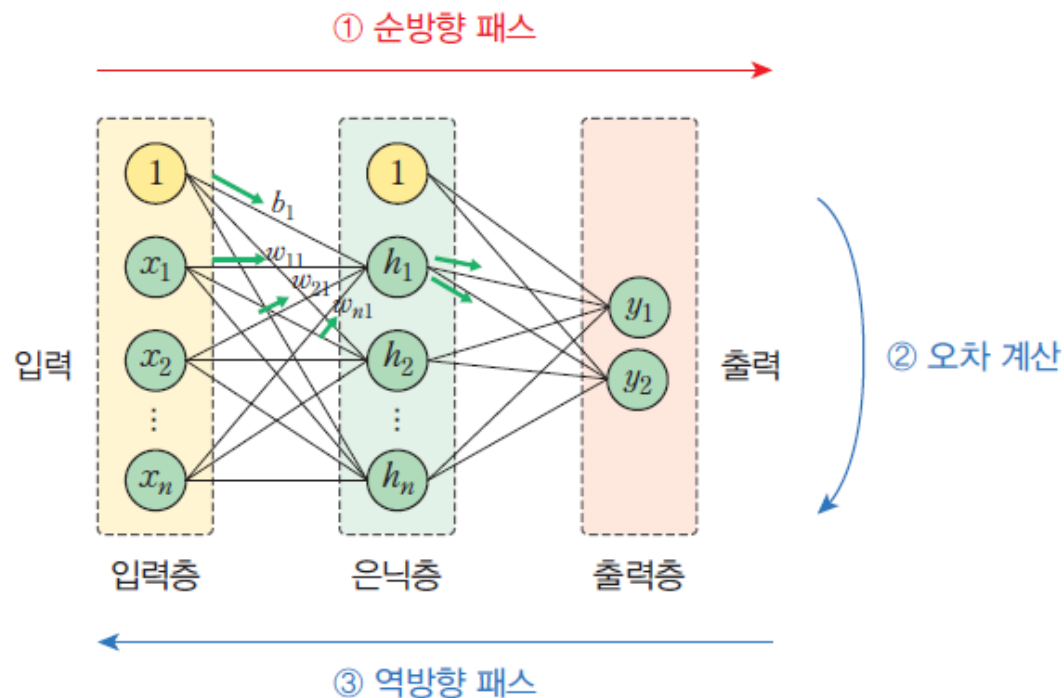 ① 순방향 패스
1
1
b₁
x₁
w₁₁
h₁
w₂₁
wₙ₁
y₁
입력
x₂
h₂
y₂
출력
② 오차 계산
⋮
⋮
xₙ
hₙ
입력층
은닉층
출력층
③ 역방향 패스